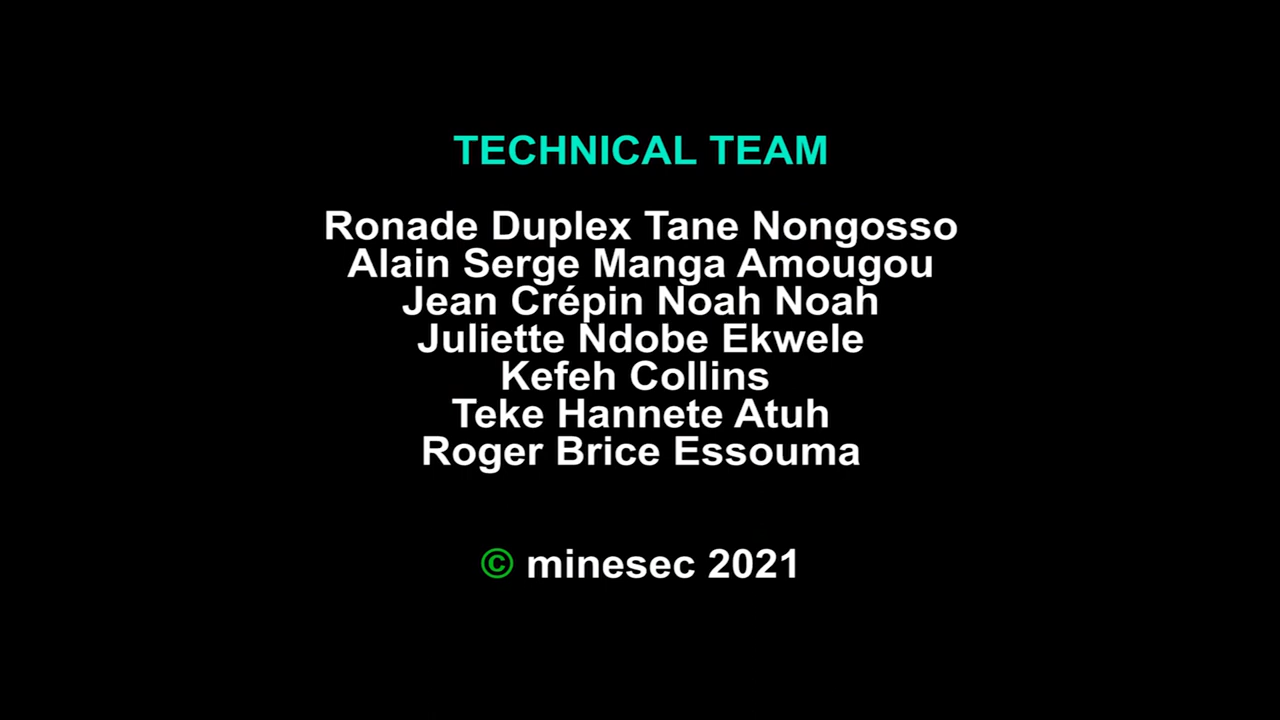 TECHNICAL TEAM
Ronade Duplex Tane Nongosso
Alain Serge Manga Amougou
Jean Crépin Noah Noah
Juliette Ndobe Ekwele
Kefeh Collins
Teke Hannete Atuh
Roger Brice Essouma
© minesec 2021